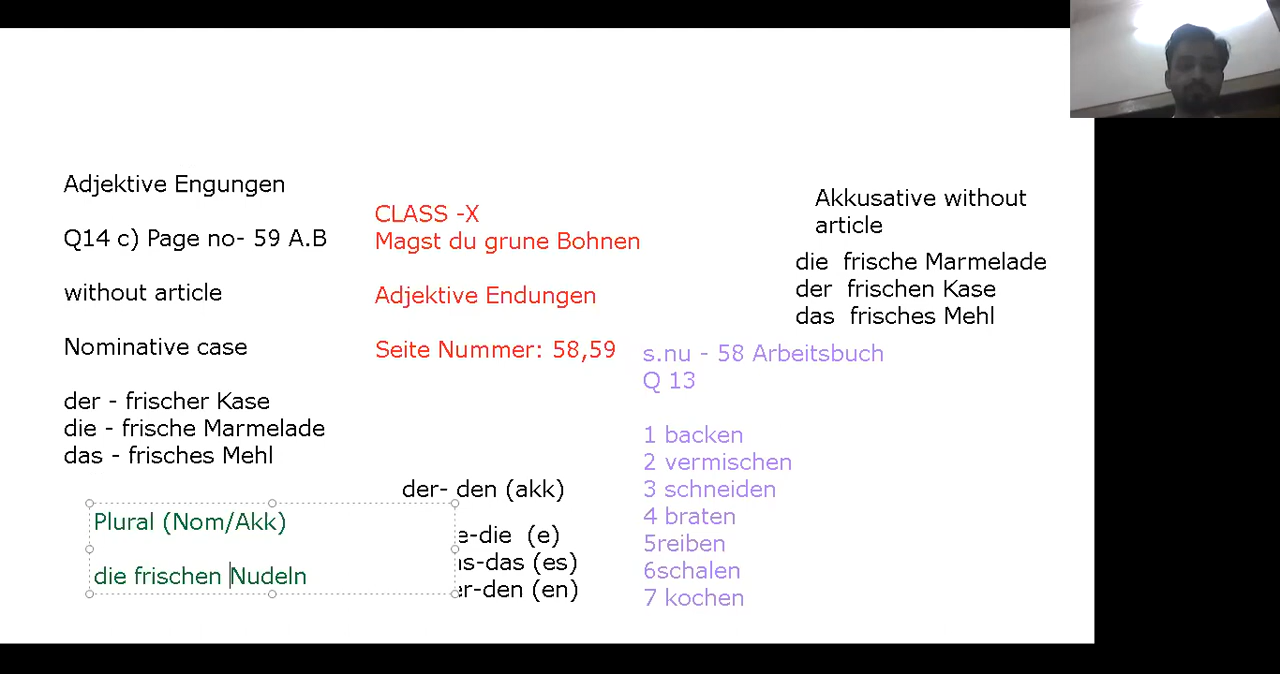 Adjektive Engungen
Q14 c) Page no- 59 A.B
without article
Nominative case
der - frischer Kase
die - frische Marmelade
das - frisches Mehl
Plural (Nom/Akk)
die frischen Nudeln
CLASS -X
Magst du grune Bohnen
Adjektive Endungen
Seite Nummer: 58,59
der- den (akk)
e-die (e)
s-das (es)
er-den (en)
s.nu - 58 Arbeitsbuch
Q 13
1 backen
2 vermischen
3 schneiden
4 braten
5reiben
6schalen
7 kochen
Akkusative without
article
die frische Marmelade
der frischen Kase
das frisches Mehl